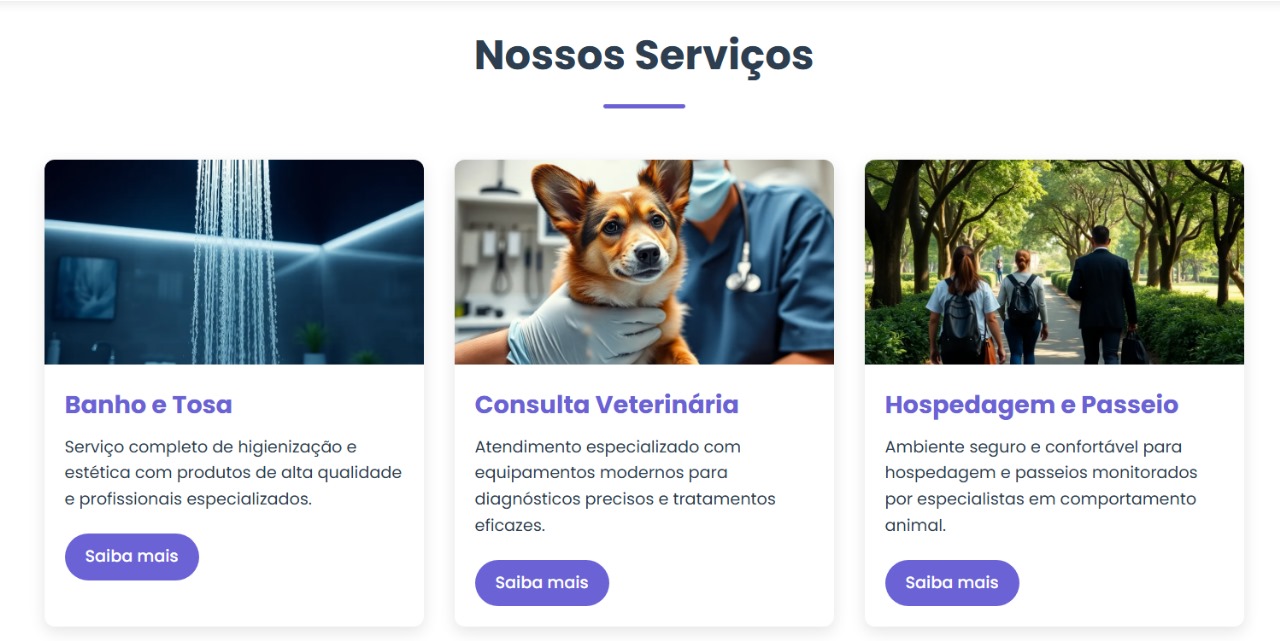 Nossos Serviços
Banho e Tosa
Serviço completo de higienização e
estética com produtos de alta qualidade
e profissionais especializados.
Saiba mais
Consulta Veterinária
Atendimento especializado com
equipamentos modernos para
diagnósticos precisos e tratamentos
eficazes.
Saiba mais
Hospedagem e Passeio
Ambiente seguro e confortável para
hospedagem e passeios monitorados
por especialistas em comportamento
animal.
Saiba mais